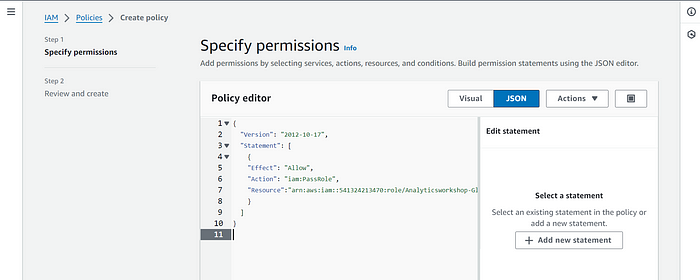 IAM > Policies > Create policy
Step 1
Specify permissions
Step 2
Review and create
Specify permissions Info
Add permissions by selecting services, actions, resources, and conditions. Build permission statements using the JSON editor.
Policy editor
Visual
JSON
Actions
1 {
2 "Version": "2012-10-17",
3 "Statement": [
4 {
5 "Effect": "Allow",
6 "Action": "iam:PassRole",
7 "Resource":"arn:aws:iam::541324213470:role/Analyticsworkshop-Gl
8 }
9 ]
10 }
11
Edit statement
Select a statement
Select an existing statement in the policy or
add a new statement.
+ Add new statement